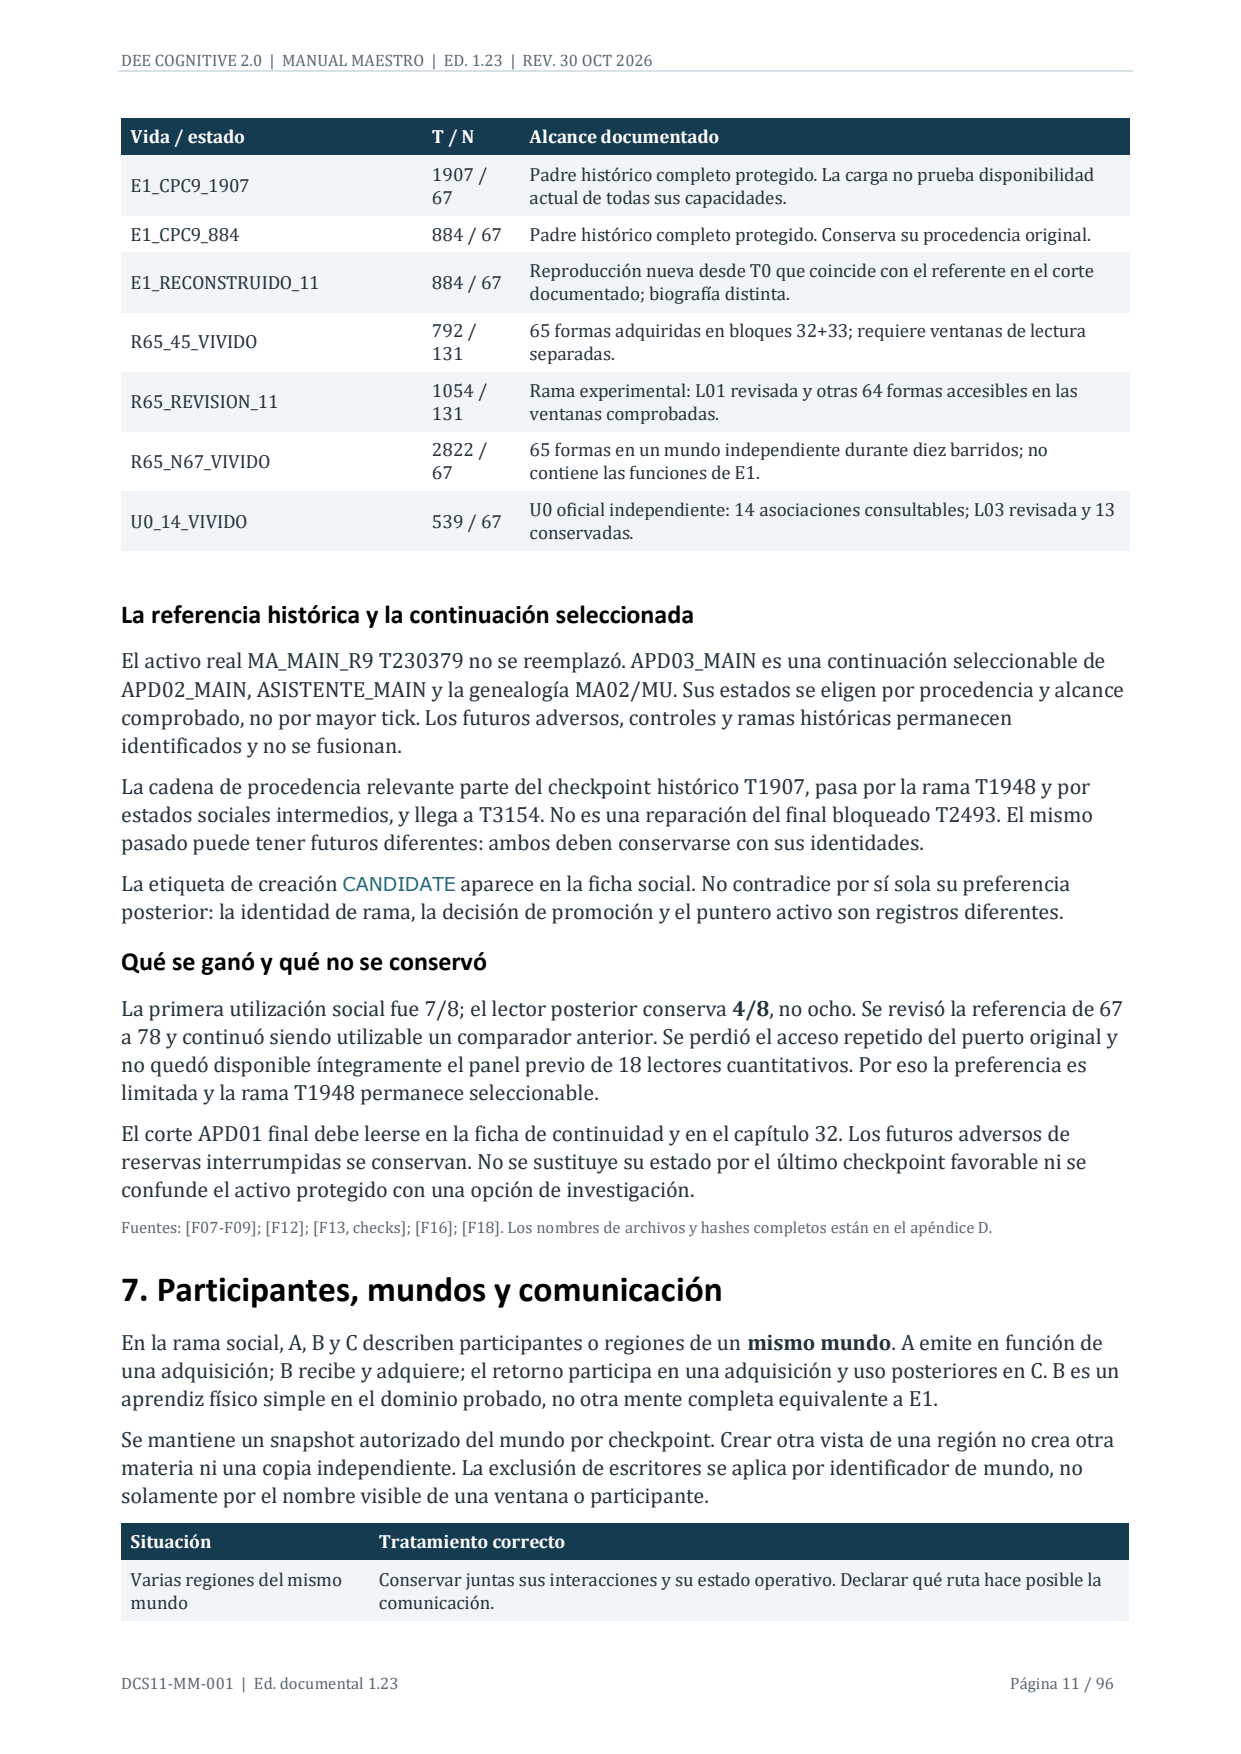 DEE COGNITIVE 2.0 | MANUAL MAESTRO | ED. 1.23 | REV. 30 OCT 2026
Vida / estado T / N Alcance documentado
E1_CPC9_1907 1907 / 67 Padre histórico completo protegido. La carga no prueba disponibilidad
actual de todas sus capacidades.
E1_CPC9_884 884 / 67 Padre histórico completo protegido. Conserva su procedencia original.
E1_RECONSTRUIDO_11 884 / 67 Reproducción nueva desde T0 que coincide con el referente en el corte
documentado; biografía distinta.
R65_45_VIVIDO 792 / 131 65 formas adquiridas en bloques 32+33; requiere ventanas de lectura
separadas.
R65_REVISION_11 1054 / 131 Rama experimental: L01 revisada y otras 64 formas accesibles en las
ventanas comprobadas.
R65_N67_VIVIDO 2822 / 67 65 formas en un mundo independiente durante diez barridos; no
contiene las funciones de E1.
U0_14_VIVIDO 539 / 67 U0 oficial independiente: 14 asociaciones consultables; L03 revisada y 13
conservadas.
La referencia histórica y la continuación seleccionada
El activo real MA_MAIN_R9 T230379 no se reemplazó. APD03_MAIN es una continuación seleccionable de
APD02_MAIN, ASISTENTE_MAIN y la genealogía MA02/MU. Sus estados se eligen por procedencia y alcance
comprobado, no por mayor tick. Los futuros adversos, controles y ramas históricas permanecen
identificados y no se fusionan.
La cadena de procedencia relevante parte del checkpoint histórico T1907, pasa por la rama T1948 y por
estados sociales intermedios, y llega a T3154. No es una reparación del final bloqueado T2493. El mismo
pasado puede tener futuros diferentes: ambos deben conservarse con sus identidades.
La etiqueta de creación CANDIDATE aparece en la ficha social. No contradice por sí sola su preferencia
posterior: la identidad de rama, la decisión de promoción y el puntero activo son registros diferentes.
Qué se ganó y qué no se conservó
La primera utilización social fue 7/8; el lector posterior conserva 4/8, no ocho. Se revisó la referencia de 67
a 78 y continuó siendo utilizable un comparador anterior. Se perdió el acceso repetido del puerto original y
no quedó disponible íntegramente el panel previo de 18 lectores cuantitativos. Por eso la preferencia es
limitada y la rama T1948 permanece seleccionable.
El corte APD01 final debe leerse en la ficha de continuidad y en el capítulo 32. Los futuros adversos de
reservas interrumpidas se conservan. No se sustituye su estado por el último checkpoint favorable ni se
confunde el activo protegido con una opción de investigación.
Fuentes: [F07-F09]; [F12]; [F13, checks]; [F16]; [F18]. Los nombres de archivos y hashes completos están en el apéndice D.
7. Participantes, mundos y comunicación
En la rama social, A, B y C describen participantes o regiones de un mismo mundo. A emite en función de
una adquisición; B recibe y adquiere; el retorno participa en una adquisición y uso posteriores en C. B es un
aprendiz físico simple en el dominio probado, no otra mente completa equivalente a E1.
Se mantiene un snapshot autorizado del mundo por checkpoint. Crear otra vista de una región no crea otra
materia ni una copia independiente. La exclusión de escritores se aplica por identificador de mundo, no
solamente por el nombre visible de una ventana o participante.
Situación Tratamiento correcto
Varias regiones del mismo mundo Conservar juntas sus interacciones y su estado operativo. Declarar qué ruta hace posible la
comunicación.
DCS11-MM-001 | Ed. documental 1.23 Página 11 / 96